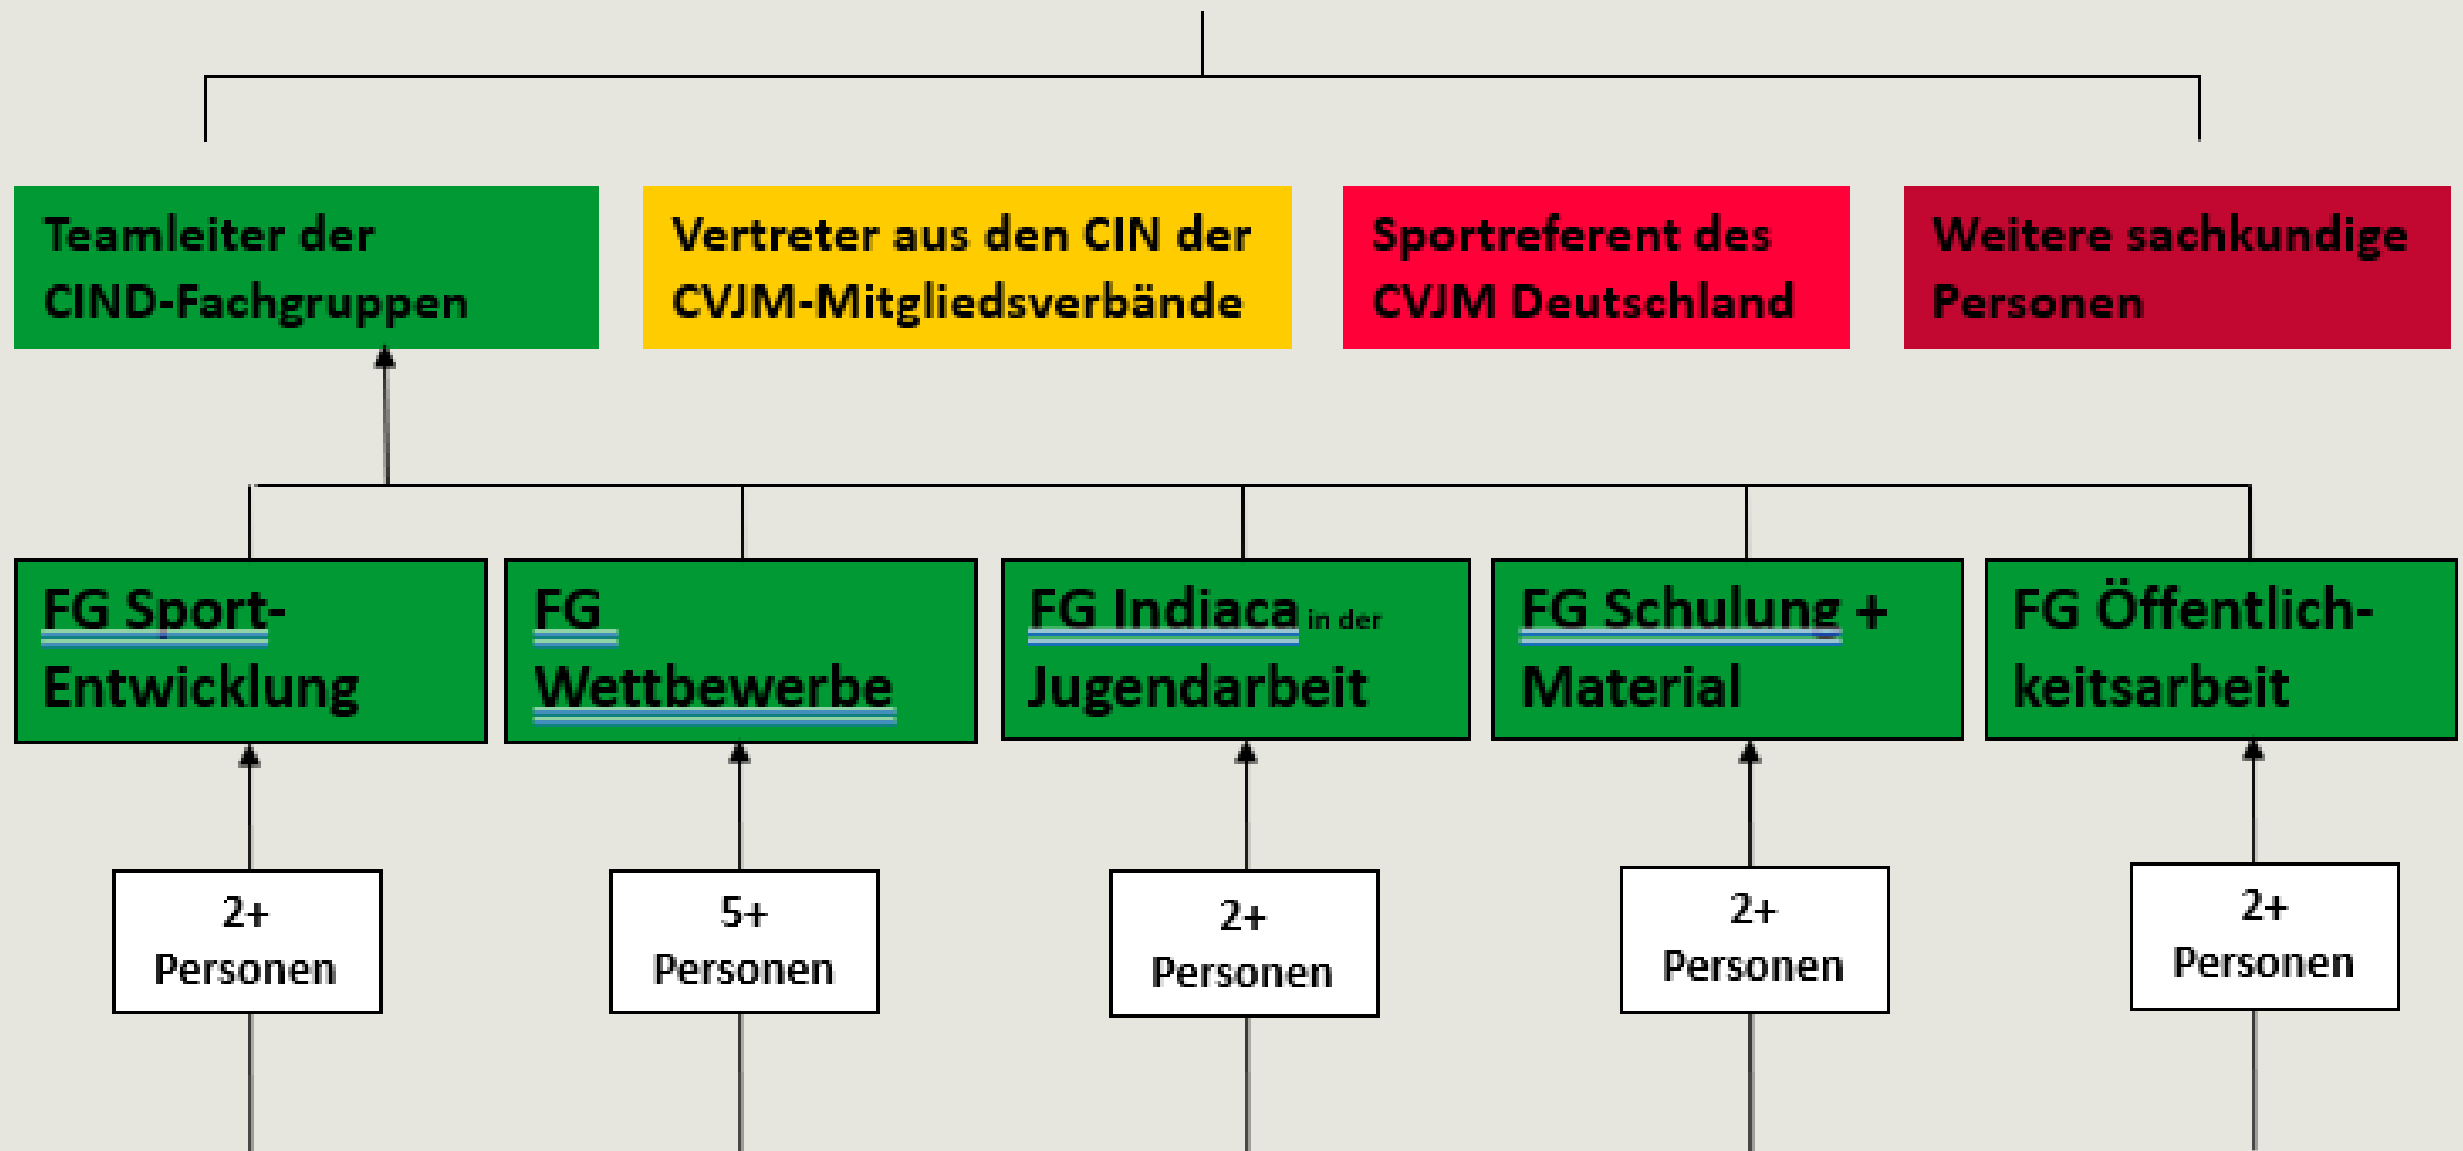 Teamleiter der
CIND-Fachgruppen
Vertreter aus den CIN der
CVJM-Mitgliedsverbände
Sportreferent des
CVJM Deutschland
Weitere sachkundige
Personen
FG Sport-
Entwicklung
FG
Wettbewerbe
FG Indiaca in der
Jugendarbeit
FG Schulung +
Material
FG Öffentlich-
keitsarbeit
2+
Personen
5+
Personen
2+
Personen
2+
Personen
2+
Personen